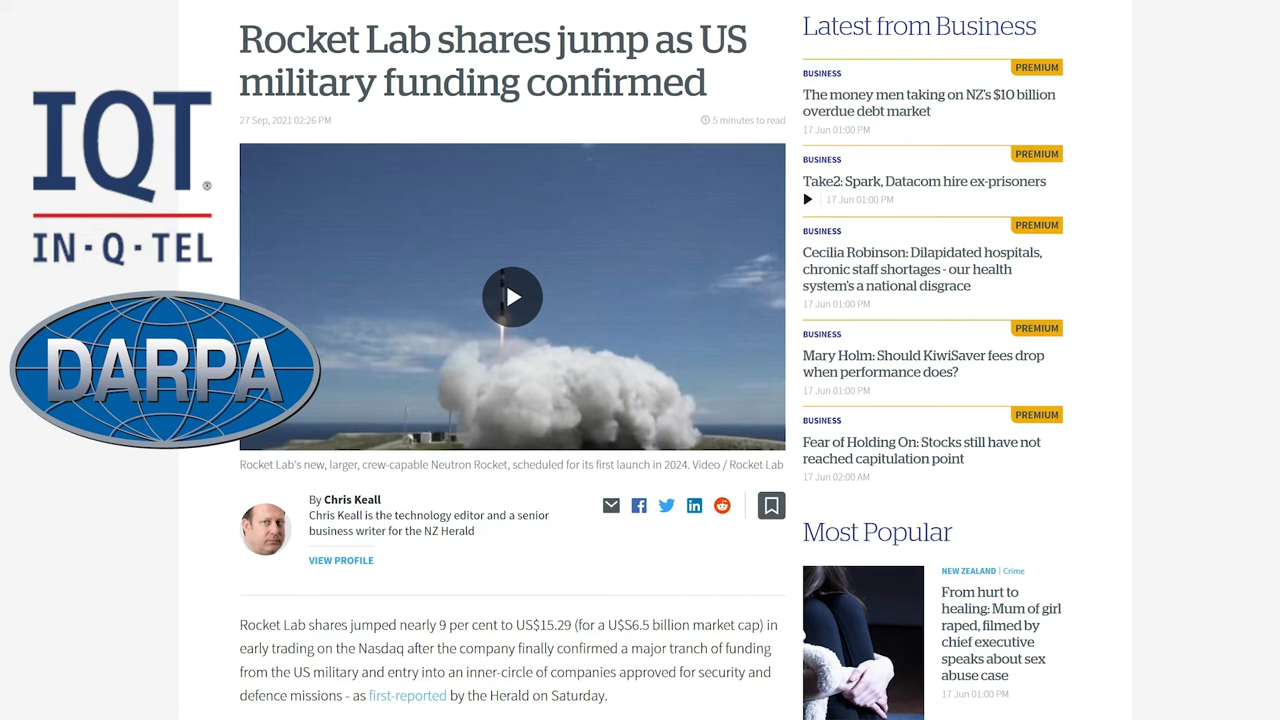 Rocket Lab shares jump as US
military funding confirmed
27 Sep, 2021 02:26 PM
5 minutes to read
IQT®
IN-Q-TEL
DARPA
Rocket Lab's new, larger, crew-capable Neutron Rocket, scheduled for its first launch in 2024. Video / Rocket Lab
By Chris Keall
Chris Keall is the technology editor and a senior
business writer for the NZ Herald
VIEW PROFILE
Rocket Lab shares jumped nearly 9 per cent to US$15.29 (for a U$S6.5 billion market cap) in
early trading on the Nasdaq after the company finally confirmed a major tranch of funding
from the US military and entry into an inner-circle of companies approved for security and
defence missions - as first-reported by the Herald on Saturday.
Latest from Business
BUSINESS
PREMIUM
The money men taking on NZ's $10 billion
overdue debt market
17 Jun 01:00 PM
BUSINESS
PREMIUM
Take2: Spark, Datacom hire ex-prisoners
17 Jun 01:00 PM
BUSINESS
PREMIUM
Cecilia Robinson: Dilapidated hospitals,
chronic staff shortages - our health
system's a national disgrace
17 Jun 01:00 PM
BUSINESS
PREMIUM
Mary Holm: Should KiwiSaver fees drop
when performance does?
17 Jun 01:00 PM
BUSINESS
PREMIUM
Fear of Holding On: Stocks still have not
reached capitulation point
17 Jun 02:00 AM
Most Popular
NEW ZEALAND | Crime
From hurt to
healing: Mum of girl
raped, filmed by
chief executive
speaks about sex
abuse case
17 Jun 01:00 PM